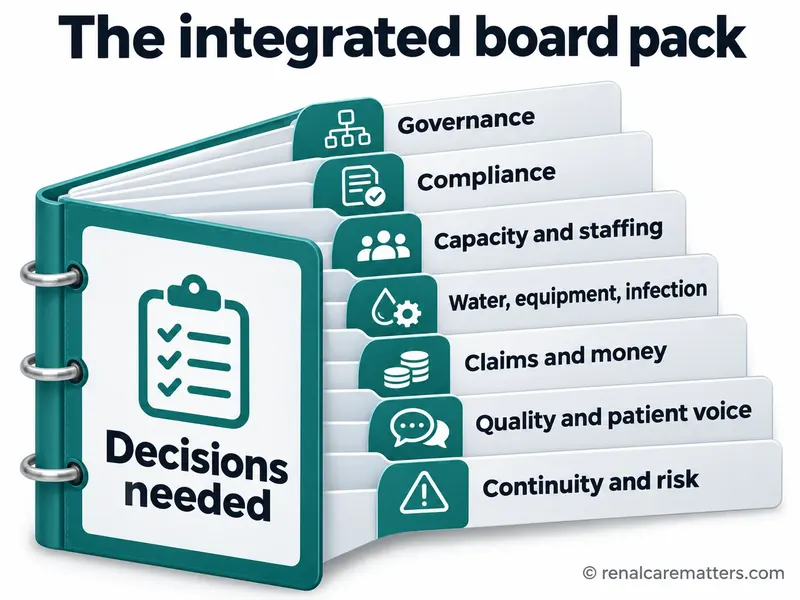 The integrated board pack
Governance
Compliance
Capacity and staffing
Water, equipment, infection
Claims and money
Quality and patient voice
Continuity and risk
Decisions
needed
© renalcarematters.com